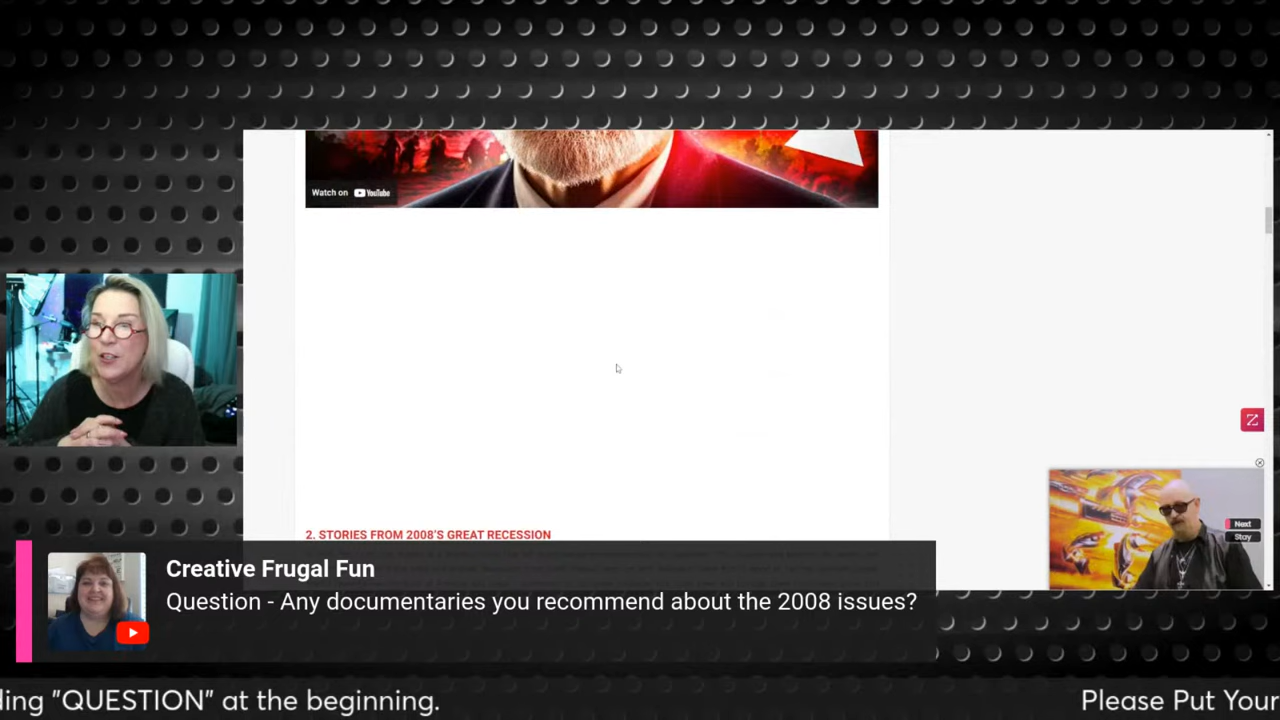 Watch on YouTube
2. STORIES FROM 2008'S GREAT RECESSION
Next
Stay
Creative Frugal Fun
Question - Any documentaries you recommend about the 2008 issues?
ding "QUESTION" at the beginning.
Please Put Your